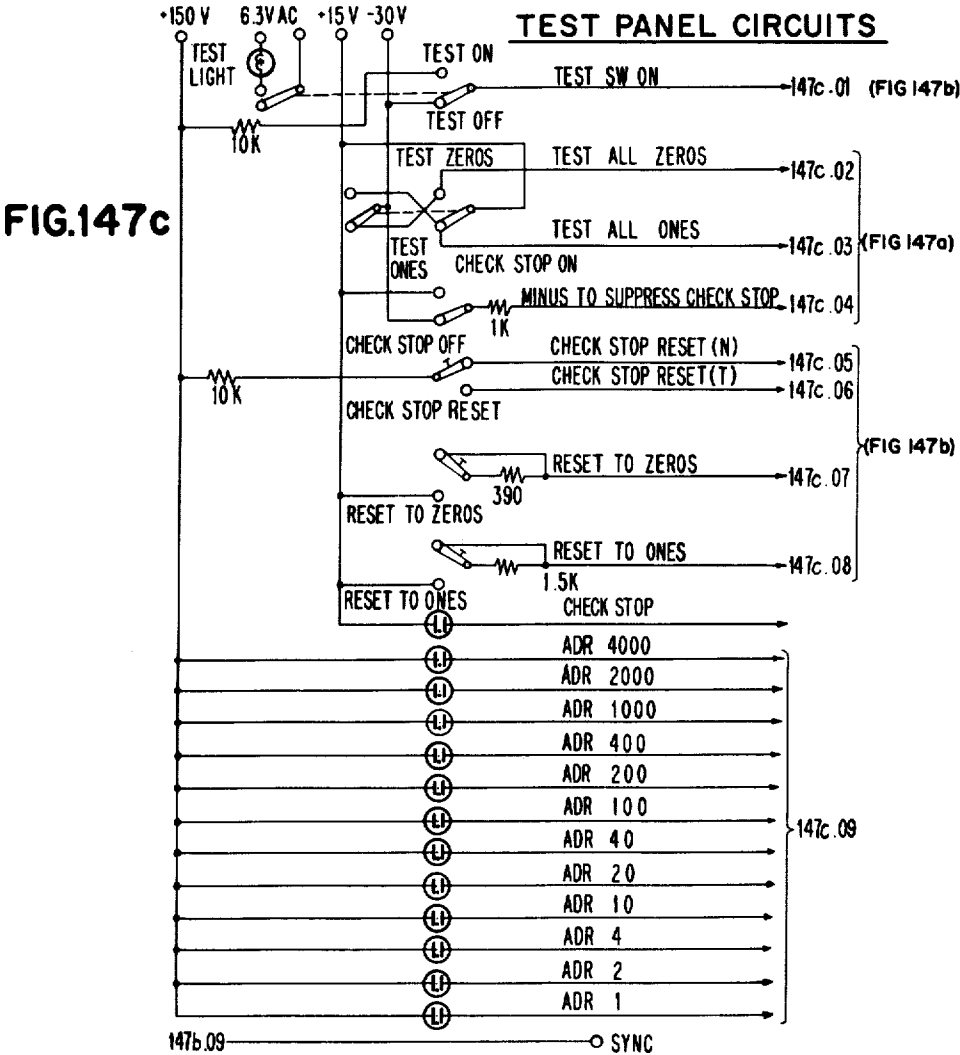 +150 V 6.3V AC +15 V -30 V
TEST PANEL CIRCUITS
TEST LIGHT
TEST ON
TEST SW ON
147c.01 (FIG 147b)
TEST OFF
10K
TEST ZEROS
TEST ALL ZEROS
147c.02
FIG.147c
TEST ONES
TEST ALL ONES
147c.03
(FIG 147a)
CHECK STOP ON
MINUS TO SUPPRESS CHECK STOP
147c.04
1K
CHECK STOP OFF
CHECK STOP RESET (N)
147c.05
10K
CHECK STOP RESET(T)
147c.06
CHECK STOP RESET
(FIG 147b)
RESET TO ZEROS
147c.07
390
RESET TO ZEROS
RESET TO ONES
147c.08
1.5K
RESET TO ONES
CHECK STOP
ADR 4000
ADR 2000
ADR 1000
ADR 400
ADR 200
ADR 100
147c.09
ADR 40
ADR 20
ADR 10
ADR 4
ADR 2
ADR 1
147b.09
SYNC